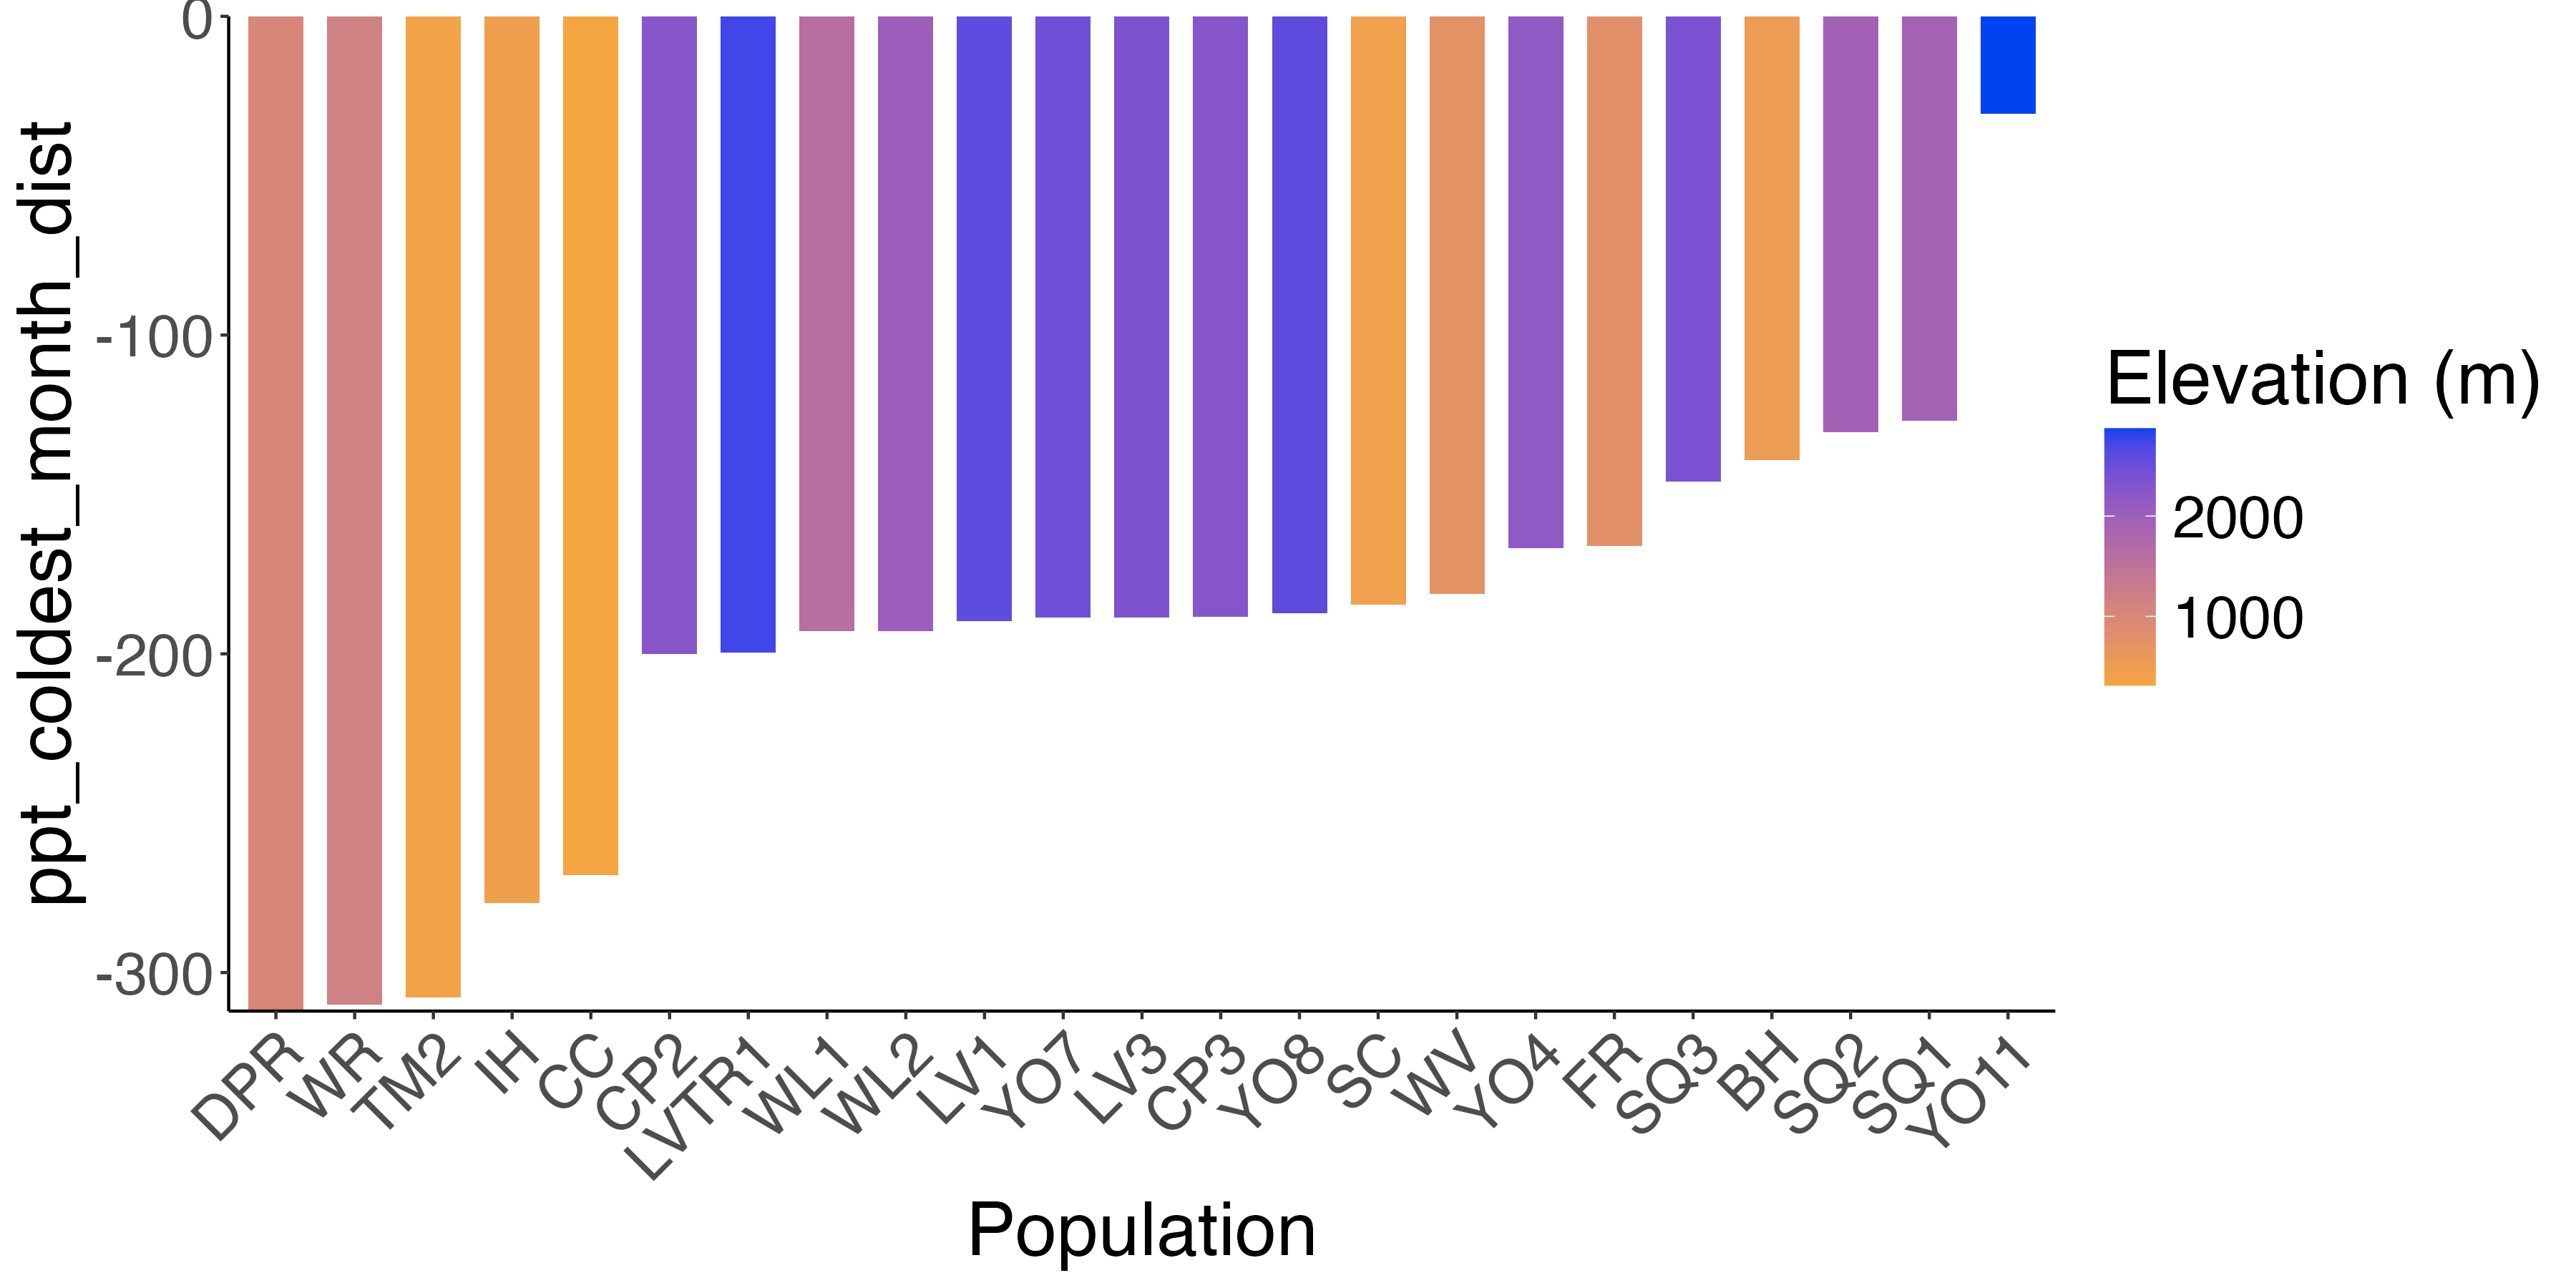 ppt_coldest_month_dist
0
-100
-200
-300
DPR
WR
TM2
IH
CC
CP2
LVTR1
WL1
WL2
LV1
YO7
LV3
CP3
YO8
SC
WV
YO4
FR
SQ3
BH
SQ2
SQ1
YO11
Population
Elevation (m)
2000
1000